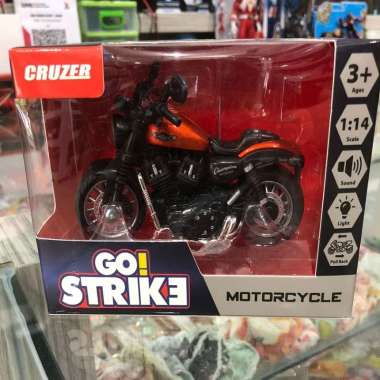 CRUZER
3+
Ages
1:14
Scale
Sound
Light
Pull Back
GO!
STRIKE
MOTORCYCLE